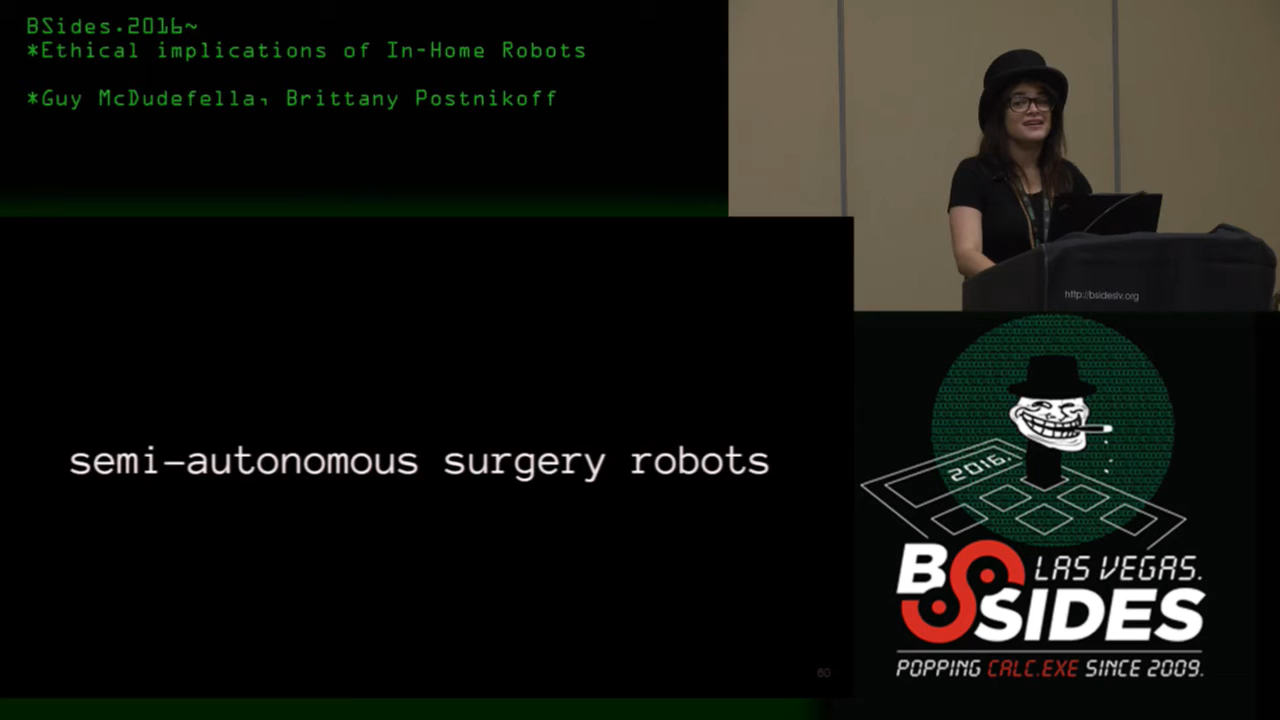 BSides.2016~
*Ethical implications of In-Home Robots
*Guy McDudefella, Brittany Postnikoff
http://bsideslv.org
semi-autonomous surgery robots
60
2016.
BSIDES LAS VEGAS.
POPPING CALC.EXE SINCE 2009.